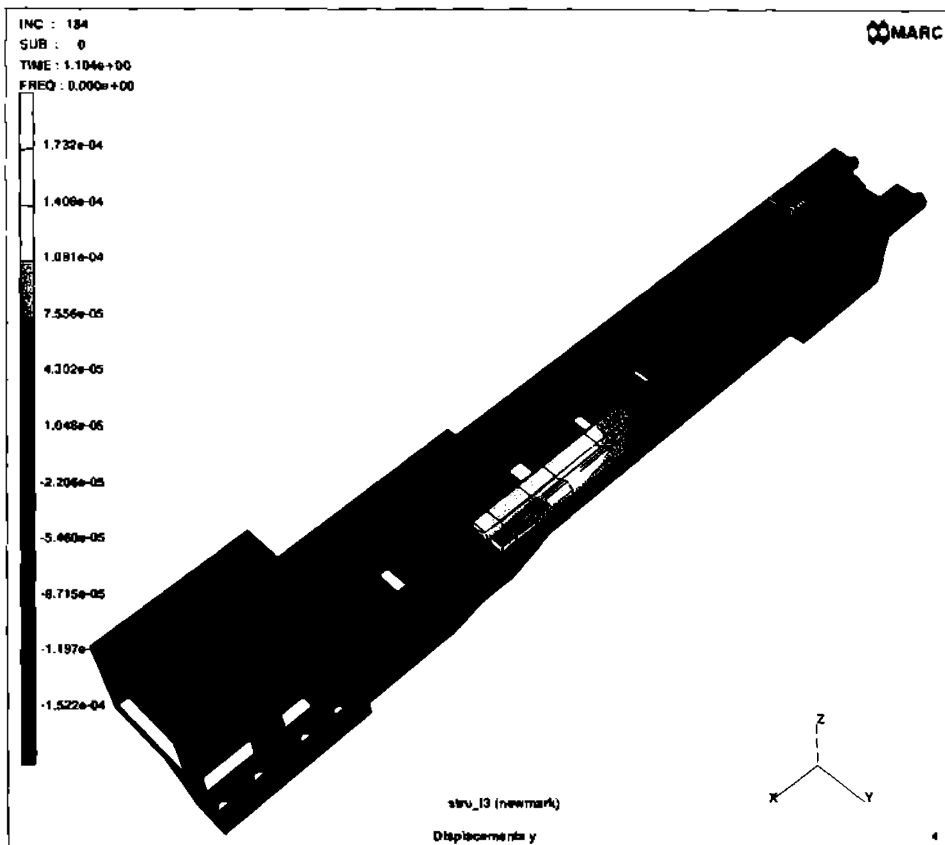 INC : 184
SUB : 0
TIME : 1.104e+00
FREQ : 0.000e+00
MARC
1.732e-04
1.406e-04
1.081e-04
7.556e-05
4.302e-05
1.048e-05
-2.206e-05
-5.460e-05
-8.715e-05
-1.197e-
-1.522e-04
Z
X
Y
stru_l3 (newmark)
Displacements y
4